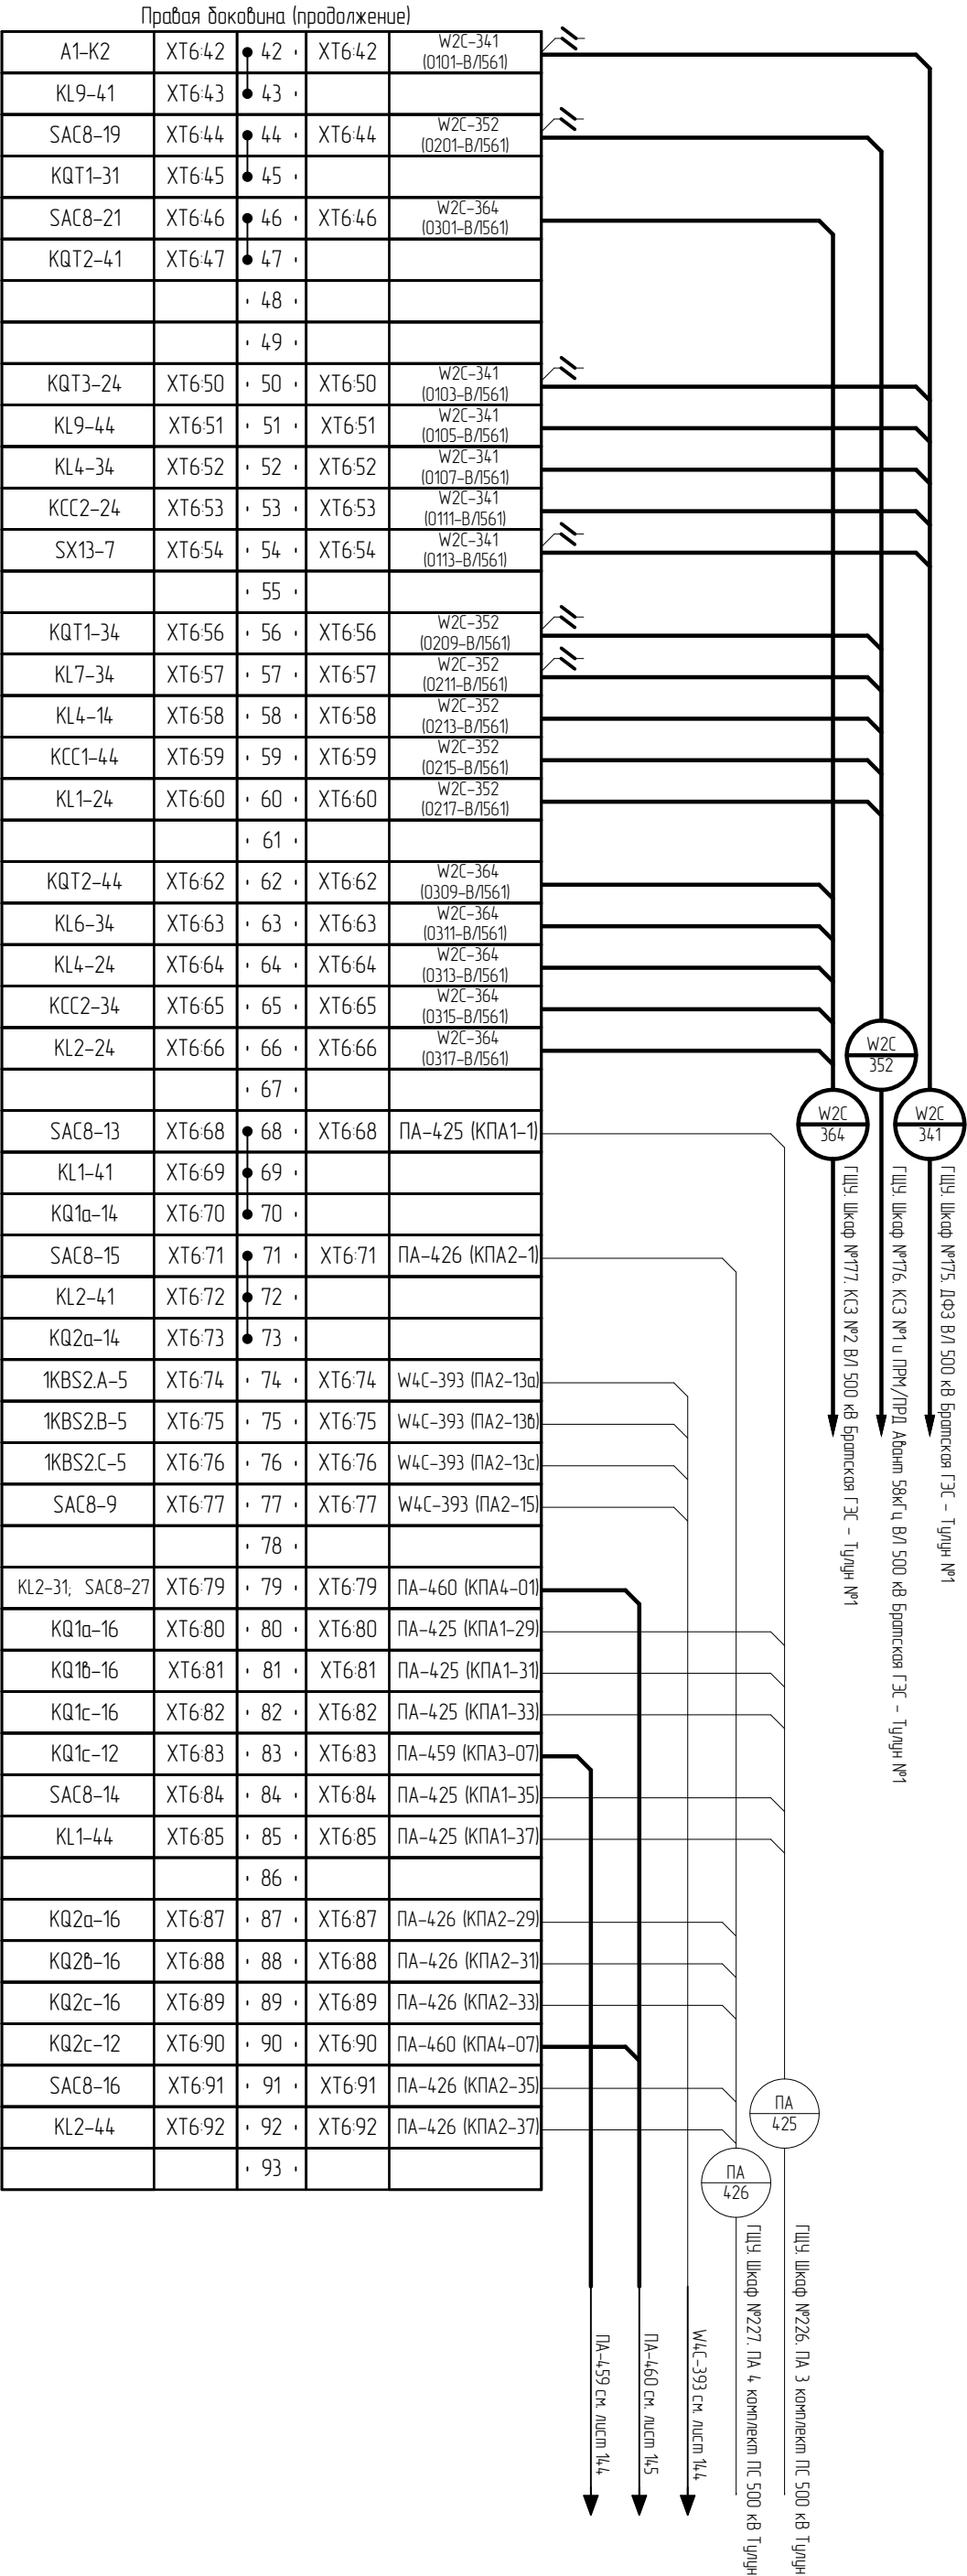 Правая боковина (продолжение)
А1-К2 XT6:42 42 XT6:42 W2C-341 (0101-ВЛ561)
KL9-41 XT6:43 43
SAC8-19 XT6:44 44 XT6:44 W2C-352 (0201-ВЛ561)
KQT1-31 XT6:45 45
SAC8-21 XT6:46 46 XT6:46 W2C-364 (0301-ВЛ561)
KQT2-41 XT6:47 47
48
49
KQT3-24 XT6:50 50 XT6:50 W2C-341 (0103-ВЛ561)
KL9-44 XT6:51 51 XT6:51 W2C-341 (0105-ВЛ561)
KL4-34 XT6:52 52 XT6:52 W2C-341 (0107-ВЛ561)
KCC2-24 XT6:53 53 XT6:53 W2C-341 (0111-ВЛ561)
SX13-7 XT6:54 54 XT6:54 W2C-341 (0113-ВЛ561)
55
KQT1-34 XT6:56 56 XT6:56 W2C-352 (0209-ВЛ561)
KL7-34 XT6:57 57 XT6:57 W2C-352 (0211-ВЛ561)
KL4-14 XT6:58 58 XT6:58 W2C-352 (0213-ВЛ561)
KCC1-44 XT6:59 59 XT6:59 W2C-352 (0215-ВЛ561)
KL1-24 XT6:60 60 XT6:60 W2C-352 (0217-ВЛ561)
61
KQT2-44 XT6:62 62 XT6:62 W2C-364 (0309-ВЛ561)
KL6-34 XT6:63 63 XT6:63 W2C-364 (0311-ВЛ561)
KL4-24 XT6:64 64 XT6:64 W2C-364 (0313-ВЛ561)
KCC2-34 XT6:65 65 XT6:65 W2C-364 (0315-ВЛ561)
KL2-24 XT6:66 66 XT6:66 W2C-364 (0317-ВЛ561)
67
SAC8-13 XT6:68 68 XT6:68 ПА-425 (КПА1-1)
KL1-41 XT6:69 69
KQ1a-14 XT6:70 70
SAC8-15 XT6:71 71 XT6:71 ПА-426 (КПА2-1)
KL2-41 XT6:72 72
KQ2a-14 XT6:73 73
1KBS2.A-5 XT6:74 74 XT6:74 W4C-393 (ПА2-13а)
1KBS2.B-5 XT6:75 75 XT6:75 W4C-393 (ПА2-13в)
1KBS2.C-5 XT6:76 76 XT6:76 W4C-393 (ПА2-13с)
SAC8-9 XT6:77 77 XT6:77 W4C-393 (ПА2-15)
78
KL2-31; SAC8-27 XT6:79 79 XT6:79 ПА-460 (КПА4-01)
KQ1a-16 XT6:80 80 XT6:80 ПА-425 (КПА1-29)
KQ1в-16 XT6:81 81 XT6:81 ПА-425 (КПА1-31)
KQ1c-16 XT6:82 82 XT6:82 ПА-425 (КПА1-33)
KQ1c-12 XT6:83 83 XT6:83 ПА-459 (КПА3-07)
SAC8-14 XT6:84 84 XT6:84 ПА-425 (КПА1-35)
KL1-44 XT6:85 85 XT6:85 ПА-425 (КПА1-37)
86
KQ2a-16 XT6:87 87 XT6:87 ПА-426 (КПА2-29)
KQ2в-16 XT6:88 88 XT6:88 ПА-426 (КПА2-31)
KQ2c-16 XT6:89 89 XT6:89 ПА-426 (КПА2-33)
KQ2c-12 XT6:90 90 XT6:90 ПА-460 (КПА4-07)
SAC8-16 XT6:91 91 XT6:91 ПА-426 (КПА2-35)
KL2-44 XT6:92 92 XT6:92 ПА-426 (КПА2-37)
93
W2C
352
W2C
364
W2C
341
ГЩУ. Шкаф №177. КСЗ №2 ВЛ 500 кВ Братская ГЭС - Тулун №1
ГЩУ. Шкаф №176. КСЗ №1 и ПРМ/ПРД Авант 58кГц ВЛ 500 кВ Братская ГЭС - Тулун №1
ГЩУ. Шкаф №175. ДФЗ ВЛ 500 кВ Братская ГЭС - Тулун №1
ПА
425
ПА
426
ПА-459 см. лист 144
ПА-460 см. лист 145
W4C-393 см. лист 144
ГЩУ. Шкаф №227. ПА 4 комплект ПС 500 кВ Тулун
ГЩУ. Шкаф №226. ПА 3 комплект ПС 500 кВ Тулун